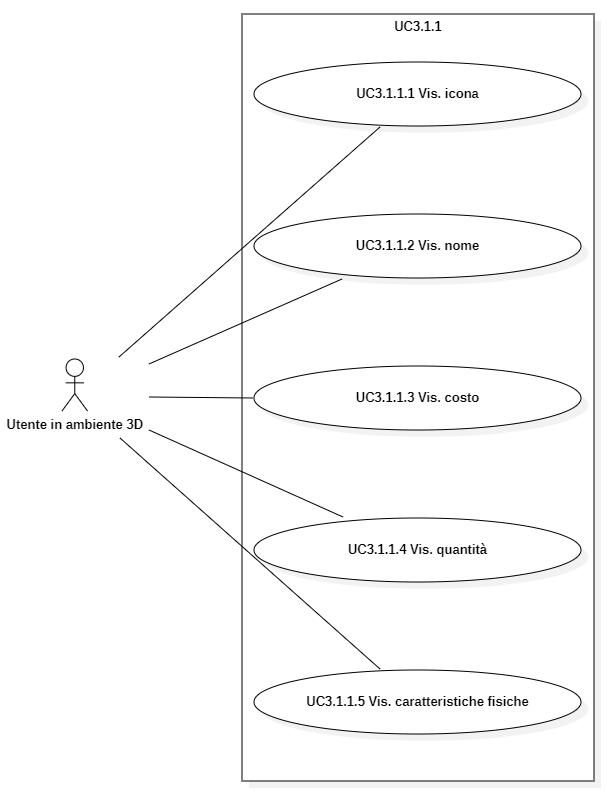 UC3.1.1
UC3.1.1.1 Vis. icona
UC3.1.1.2 Vis. nome
UC3.1.1.3 Vis. costo
Utente in ambiente 3D
UC3.1.1.4 Vis. quantità
UC3.1.1.5 Vis. caratteristiche fisiche